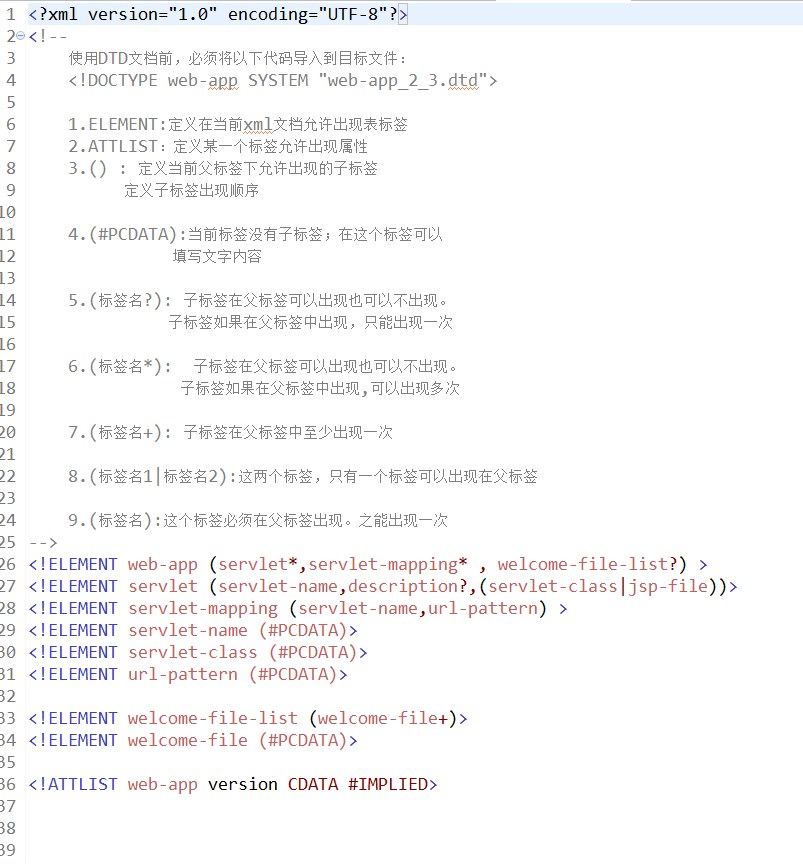 1 <?xml version="1.0" encoding="UTF-8"?>
2 <!--
3 使用DTD文档前，必须将以下代码导入到目标文件：
4 <!DOCTYPE web-app SYSTEM "web-app_2_3.dtd">
5
6 1.ELEMENT:定义在当前xml文档允许出现表标签
7 2.ATTLIST：定义某一个标签允许出现属性
8 3.() : 定义当前父标签下允许出现的子标签
9 定义子标签出现顺序
10
11 4.(#PCDATA):当前标签没有子标签；在这个标签可以
12 填写文字内容
13
14 5.(标签名?): 子标签在父标签可以出现也可以不出现。
15 子标签如果在父标签中出现，只能出现一次
16
17 6.(标签名*): 子标签在父标签可以出现也可以不出现。
18 子标签如果在父标签中出现,可以出现多次
19
20 7.(标签名+): 子标签在父标签中至少出现一次
21
22 8.(标签名1|标签名2):这两个标签，只有一个标签可以出现在父标签
23
24 9.(标签名):这个标签必须在父标签出现。之能出现一次
25 -->
26 <!ELEMENT web-app (servlet*,servlet-mapping* , welcome-file-list?) >
27 <!ELEMENT servlet (servlet-name,description?,(servlet-class|jsp-file))>
28 <!ELEMENT servlet-mapping (servlet-name,url-pattern) >
29 <!ELEMENT servlet-name (#PCDATA)>
30 <!ELEMENT servlet-class (#PCDATA)>
31 <!ELEMENT url-pattern (#PCDATA)>
32
33 <!ELEMENT welcome-file-list (welcome-file+)>
34 <!ELEMENT welcome-file (#PCDATA)>
35
36 <!ATTLIST web-app version CDATA #IMPLIED>
37
38
39